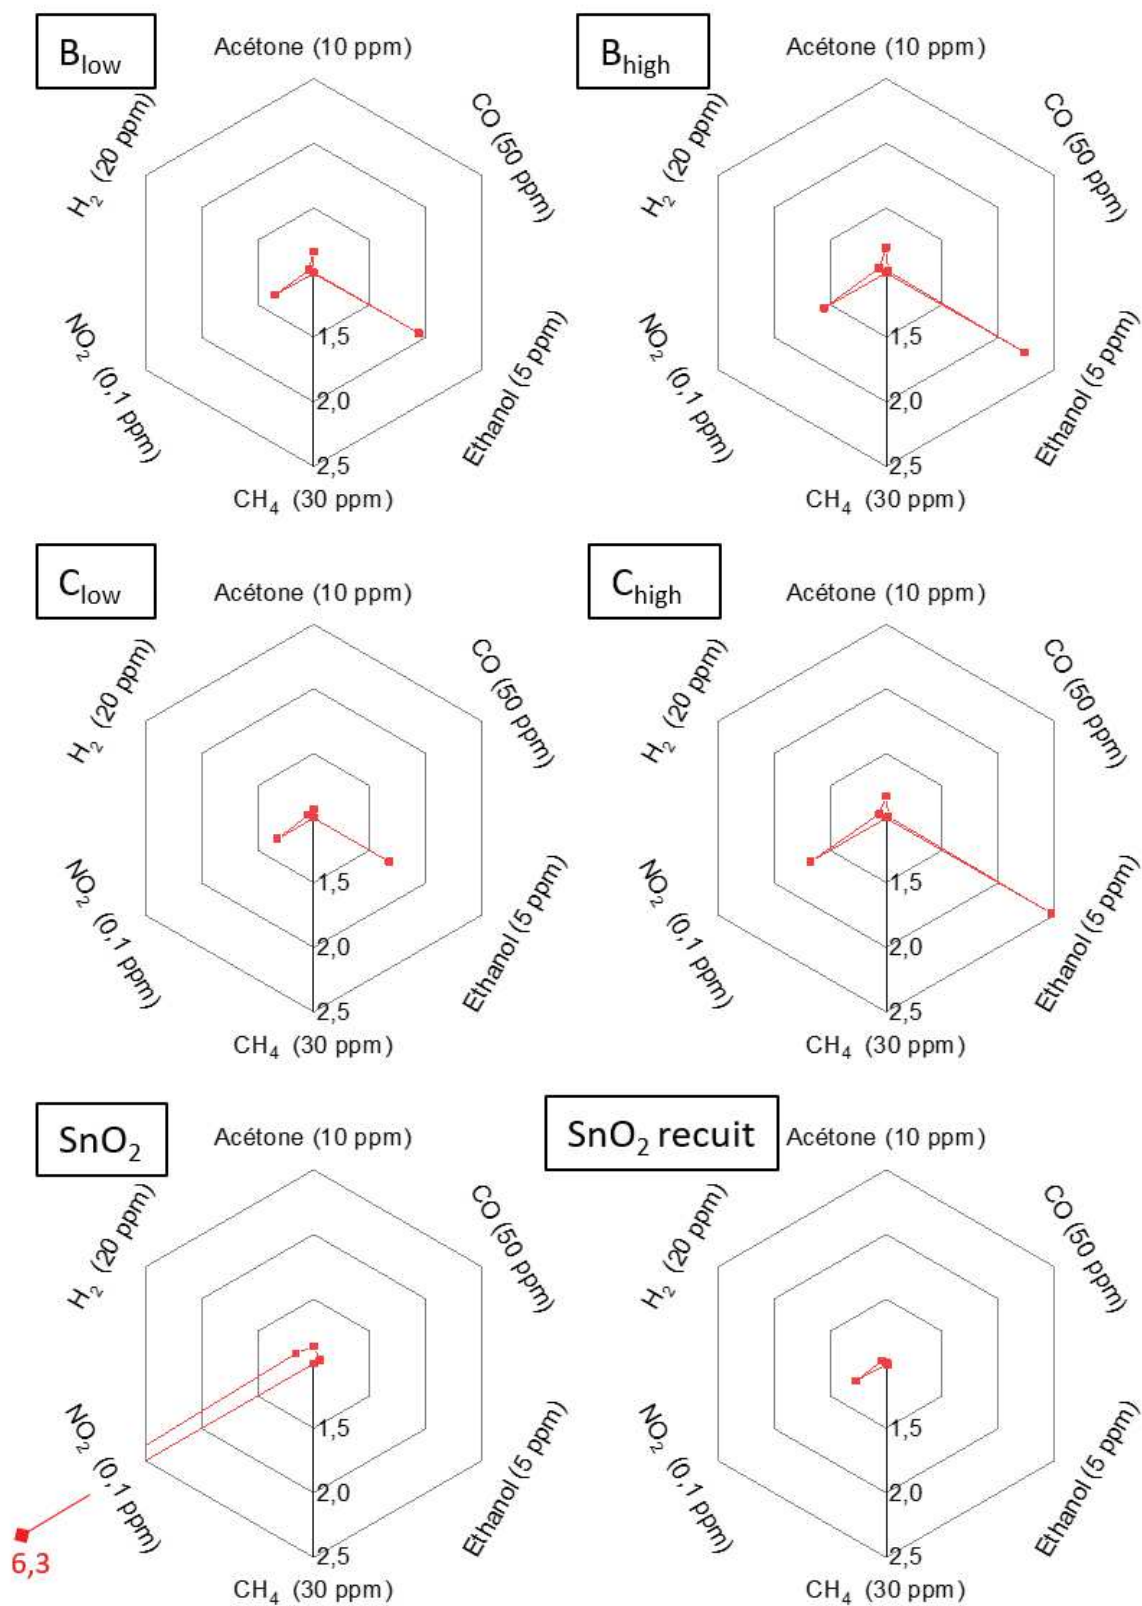 B_low
Acétone (10 ppm)
CO (50 ppm)
Ethanol (5 ppm)
CH₄ (30 ppm)
NO₂ (0,1 ppm)
H₂ (20 ppm)
1,5
2,0
2,5
B_high
Acétone (10 ppm)
CO (50 ppm)
Ethanol (5 ppm)
CH₄ (30 ppm)
NO₂ (0,1 ppm)
H₂ (20 ppm)
1,5
2,0
2,5
C_low
Acétone (10 ppm)
CO (50 ppm)
Ethanol (5 ppm)
CH₄ (30 ppm)
NO₂ (0,1 ppm)
H₂ (20 ppm)
1,5
2,0
2,5
C_high
Acétone (10 ppm)
CO (50 ppm)
Ethanol (5 ppm)
CH₄ (30 ppm)
NO₂ (0,1 ppm)
H₂ (20 ppm)
1,5
2,0
2,5
SnO₂
Acétone (10 ppm)
CO (50 ppm)
Ethanol (5 ppm)
CH₄ (30 ppm)
NO₂ (0,1 ppm)
H₂ (20 ppm)
1,5
2,0
2,5
6,3
SnO₂ recuit
Acétone (10 ppm)
CO (50 ppm)
Ethanol (5 ppm)
CH₄ (30 ppm)
NO₂ (0,1 ppm)
H₂ (20 ppm)
1,5
2,0
2,5